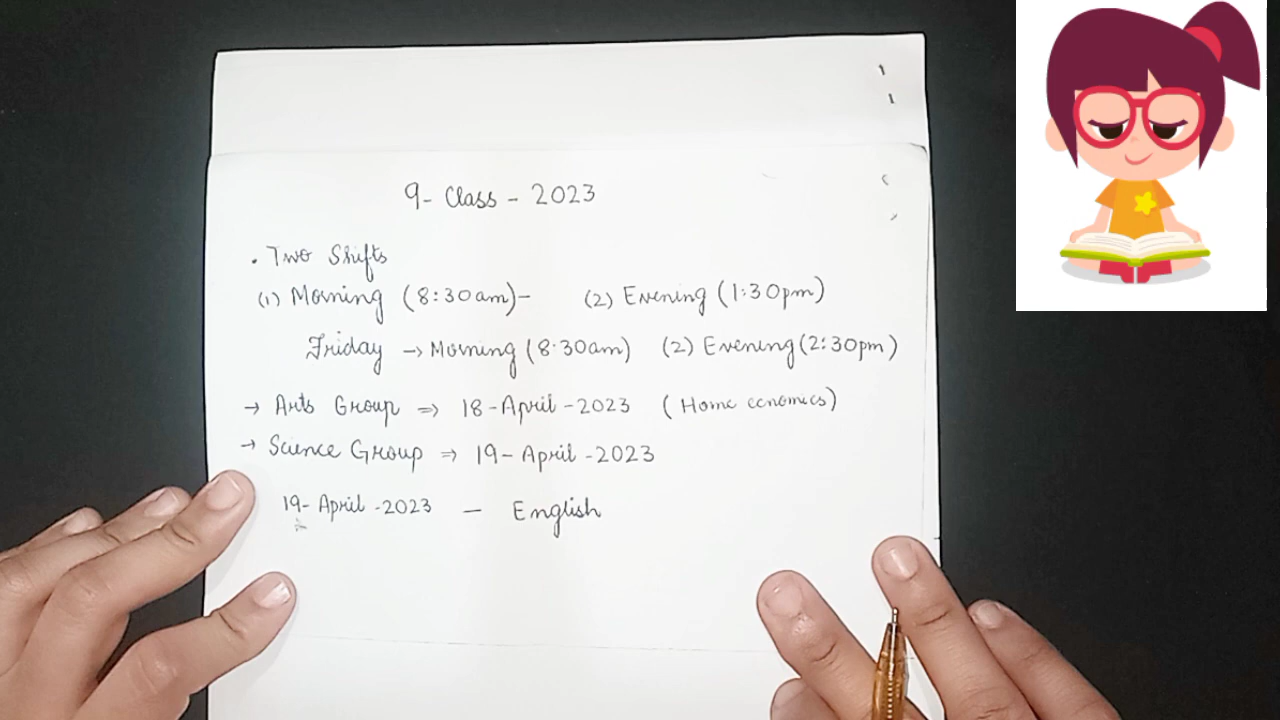 9- Class - 2023
. Two Shifts
(1) Morning (8:30am)- (2) Evening (1:30pm)
Friday → Morning (8:30am) (2) Evening (2:30pm)
→ Arts Group ⇒ 18-April-2023 (Home ecnomics)
→ Science Group ⇒ 19-April-2023
19-April-2023 - English